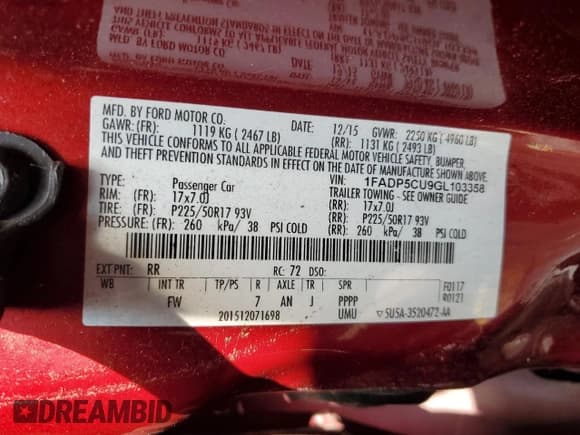 MFD. BY FORD MOTOR CO. DATE: 12/15 GVWR: 2250 KG ( 4960 LB)
GAWR: (FR): 1119 KG ( 2467 LB) (RR): 1131 KG ( 2493 LB)
THIS VEHICLE CONFORMS TO ALL APPLICABLE FEDERAL MOTOR VEHICLE SAFETY, BUMPER,
AND THEFT PREVENTION STANDARDS IN EFFECT ON THE DATE OF MANUFACTURE SHOWN ABOVE.
VIN: 1FADP5CU9GL103358
TYPE: Passenger Car TRAILER TOWING - SEE OWNER GUIDE
RIM: (FR): 17x7.0J (RR): 17x7.0J
TIRE: (FR): P225/50R17 93V (RR): P225/50R17 93V
PRESSURE: (FR): 260 kPa/ 38 PSI COLD (RR): 260 kPa/ 38 PSI COLD
EXT PNT: RR RC: 72 DSO: F0117
WB INT TR TP/PS R AXLE TR SPR R0121
FW 7 AN J PPPP
201512071698 UMU ▽5U5A-3520472-AA
DREAMBID